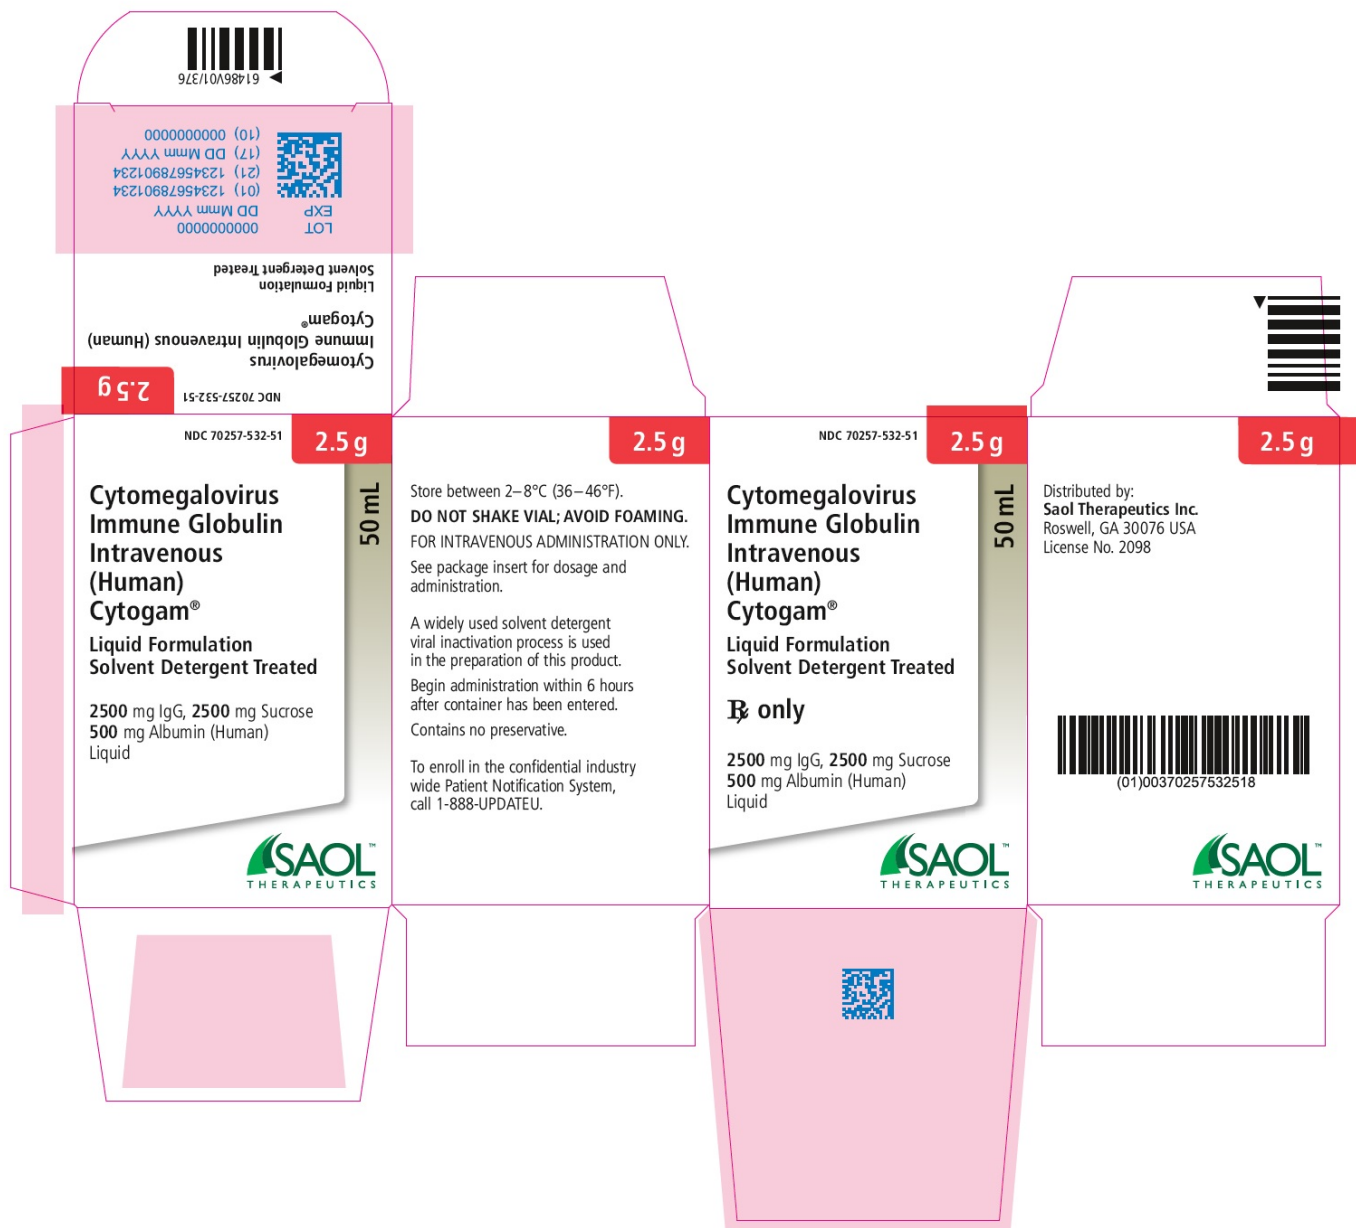 61486V01/376
(10) 0000000000
(17) DD Mmm YYYY
(21) 12345678901234
(01) 12345678901234
EXP DD Mmm YYYY
LOT 0000000000
NDC 70257-532-51
2.5 g
Cytomegalovirus
Immune Globulin Intravenous (Human)
Cytogam®
Liquid Formulation
Solvent Detergent Treated
NDC 70257-532-51
2.5 g
50 mL
Cytomegalovirus
Immune Globulin
Intravenous
(Human)
Cytogam®
Liquid Formulation
Solvent Detergent Treated
2500 mg IgG, 2500 mg Sucrose
500 mg Albumin (Human)
Liquid
SAOL™
THERAPEUTICS
2.5 g
Store between 2–8°C (36–46°F).
DO NOT SHAKE VIAL; AVOID FOAMING.
FOR INTRAVENOUS ADMINISTRATION ONLY.
See package insert for dosage and
administration.
A widely used solvent detergent
viral inactivation process is used
in the preparation of this product.
Begin administration within 6 hours
after container has been entered.
Contains no preservative.
To enroll in the confidential industry
wide Patient Notification System,
call 1-888-UPDATEU.
NDC 70257-532-51
2.5 g
50 mL
Cytomegalovirus
Immune Globulin
Intravenous
(Human)
Cytogam®
Liquid Formulation
Solvent Detergent Treated
℞ only
2500 mg IgG, 2500 mg Sucrose
500 mg Albumin (Human)
Liquid
SAOL™
THERAPEUTICS
2.5 g
Distributed by:
Saol Therapeutics Inc.
Roswell, GA 30076 USA
License No. 2098
(01)00370257532518
SAOL™
THERAPEUTICS